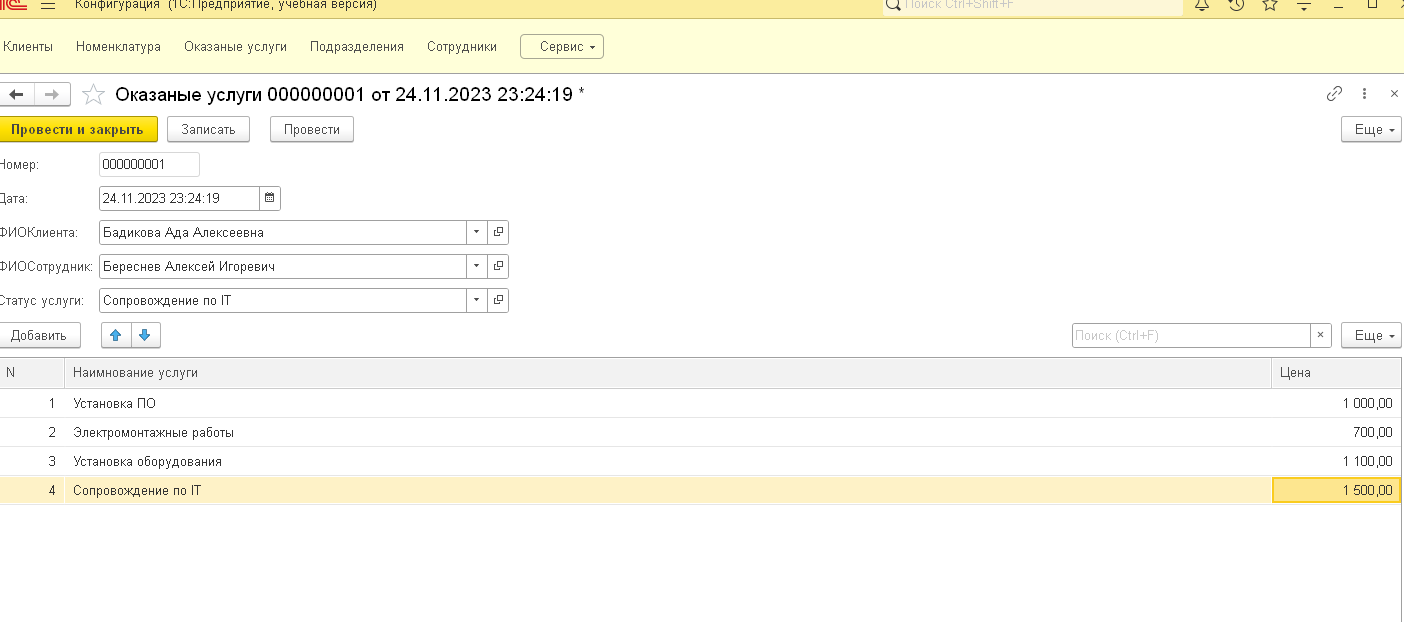 1С Конфигурация (1С:Предприятие, учебная версия) Поиск Ctrl+Shift+F
Клиенты Номенклатура Оказаные услуги Подразделения Сотрудники Сервис
Оказаные услуги 000000001 от 24.11.2023 23:24:19 *
Провести и закрыть Записать Провести Еще
Номер: 000000001
Дата: 24.11.2023 23:24:19
ФИОКлиента: Бадикова Ада Алексеевна
ФИОСотрудник: Береснев Алексей Игоревич
Статус услуги: Сопровождение по IT
Добавить Поиск (Ctrl+F) × Еще
N Наимнование услуги Цена
1 Установка ПО 1 000,00
2 Электромонтажные работы 700,00
3 Установка оборудования 1 100,00
4 Сопровождение по IT 1 500,00